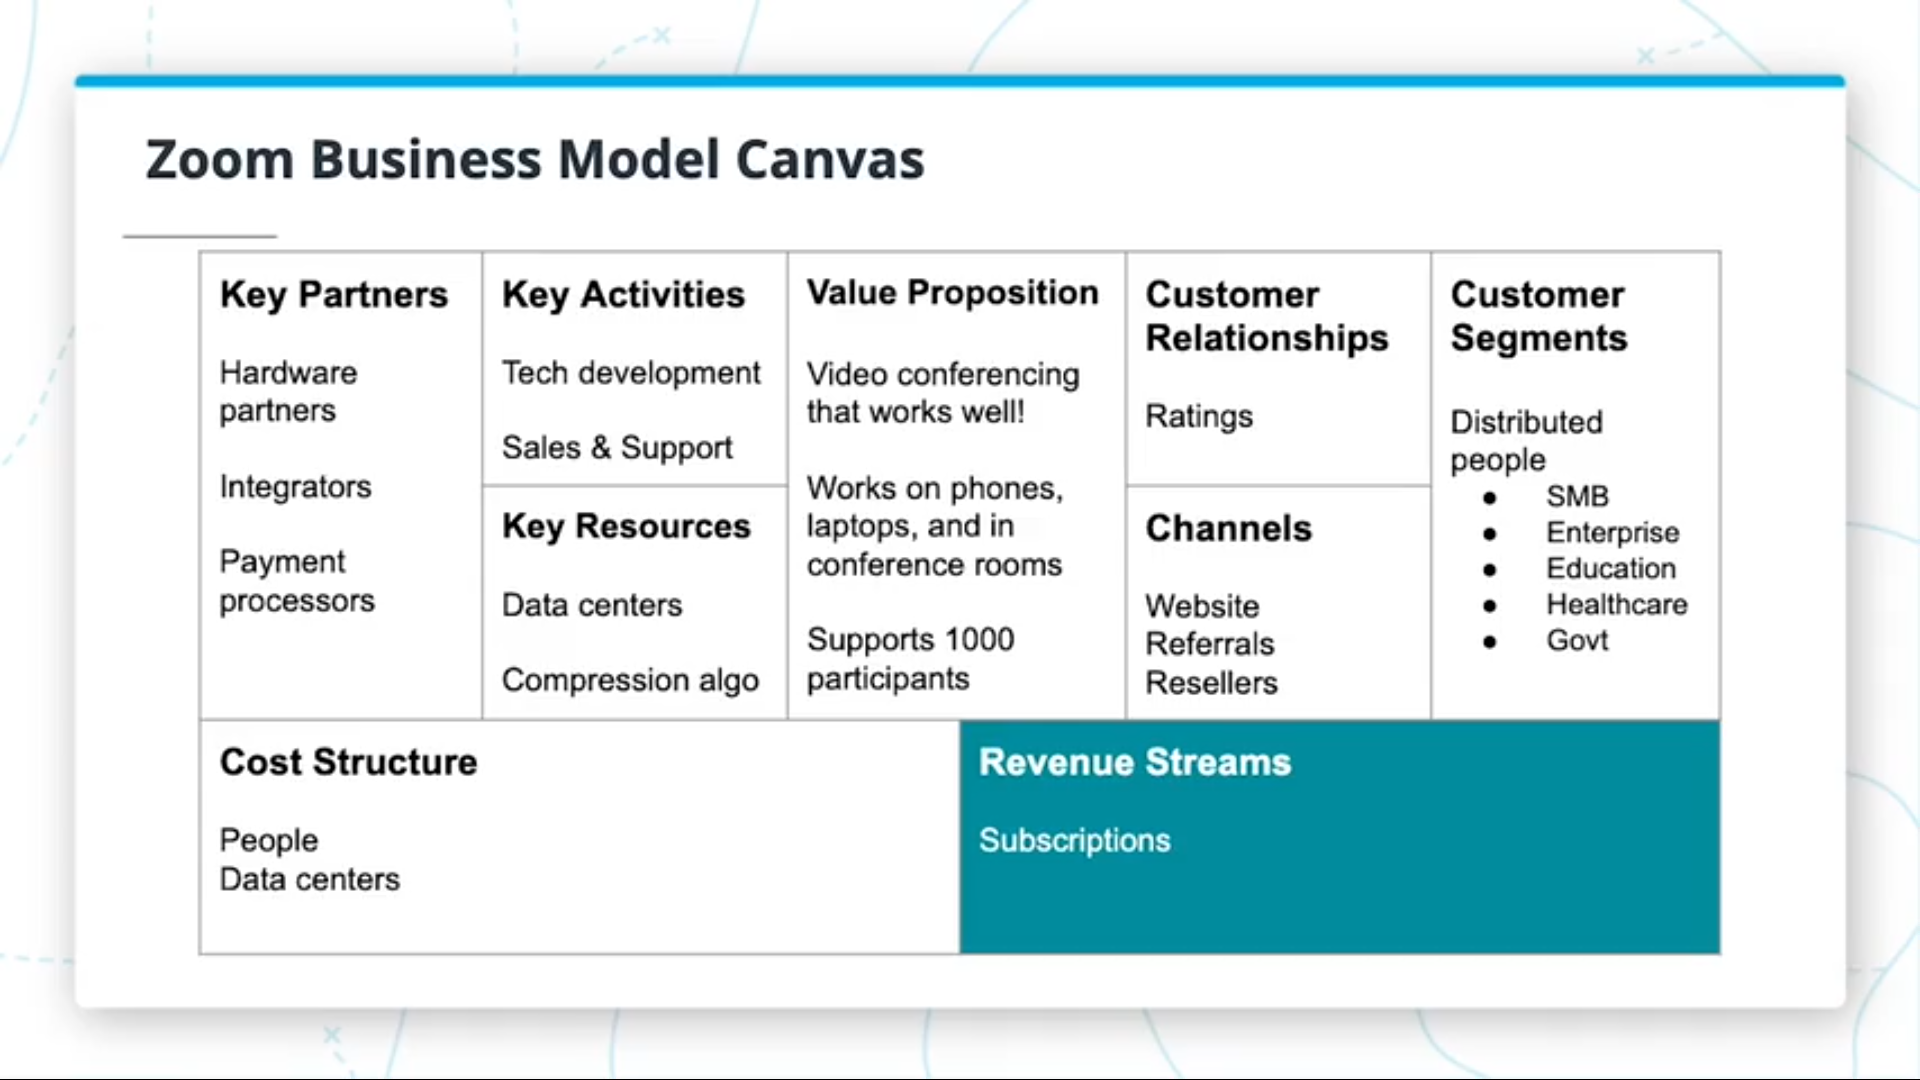 Zoom Business Model Canvas
Key Partners
Hardware
partners
Integrators
Payment
processors
Key Activities
Tech development
Sales & Support
Key Resources
Data centers
Compression algo
Value Proposition
Video conferencing
that works well!
Works on phones,
laptops, and in
conference rooms
Supports 1000
participants
Customer
Relationships
Ratings
Channels
Website
Referrals
Resellers
Customer
Segments
Distributed
people
● SMB
● Enterprise
● Education
● Healthcare
● Govt
Cost Structure
People
Data centers
Revenue Streams
Subscriptions